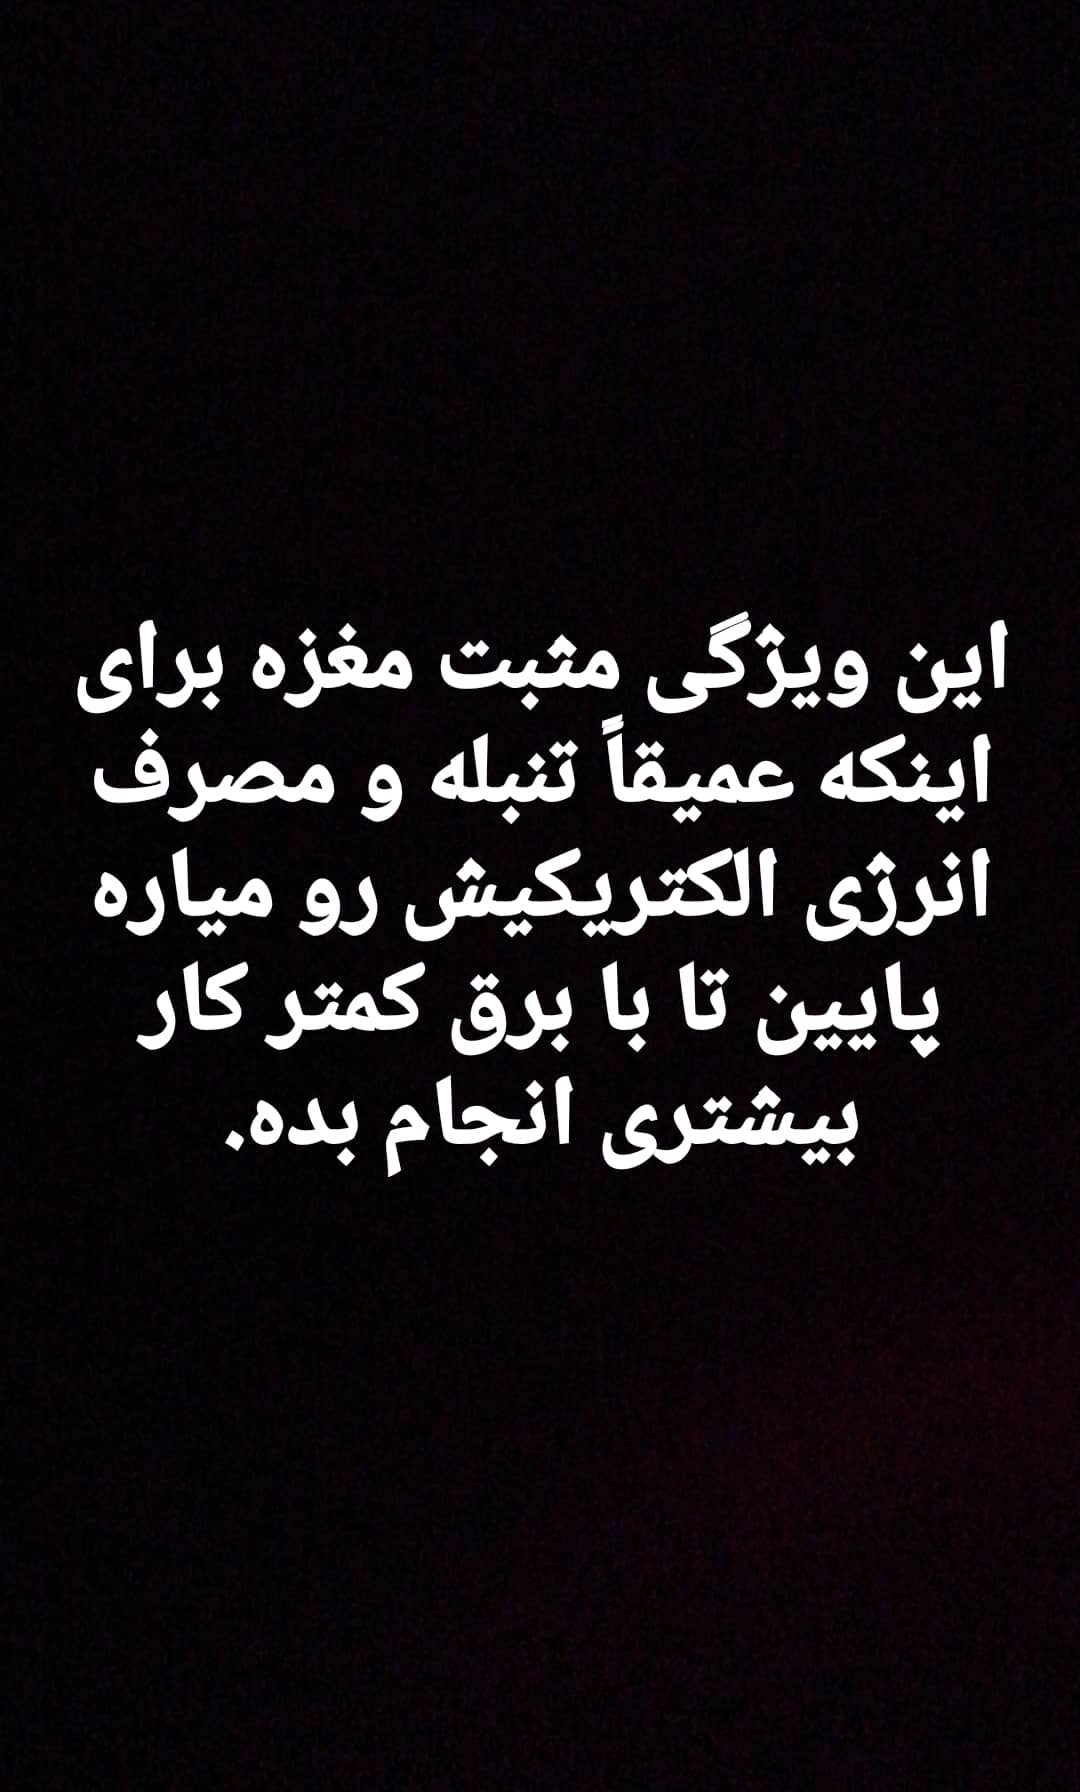 این ویژگی مثبت مغزه برای
اینکه عمیقاً تنبله و مصرف
انرژی الکتریکیش رو میاره
پایین تا با برق کمتر کار
بیشتری انجام بده.